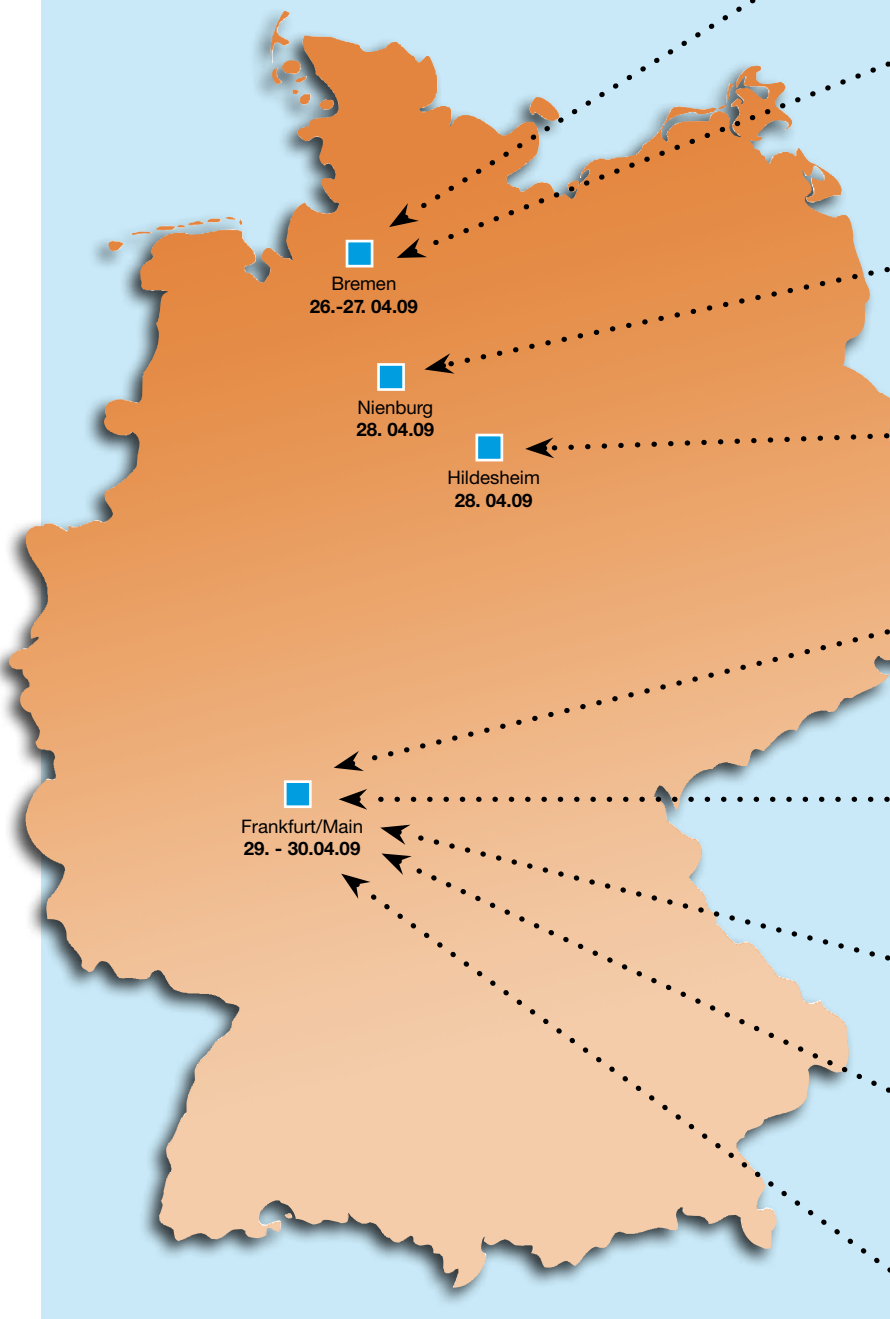 Bremen
26.-27. 04.09
Nienburg
28. 04.09
Hildesheim
28. 04.09
Frankfurt/Main
29. - 30.04.09